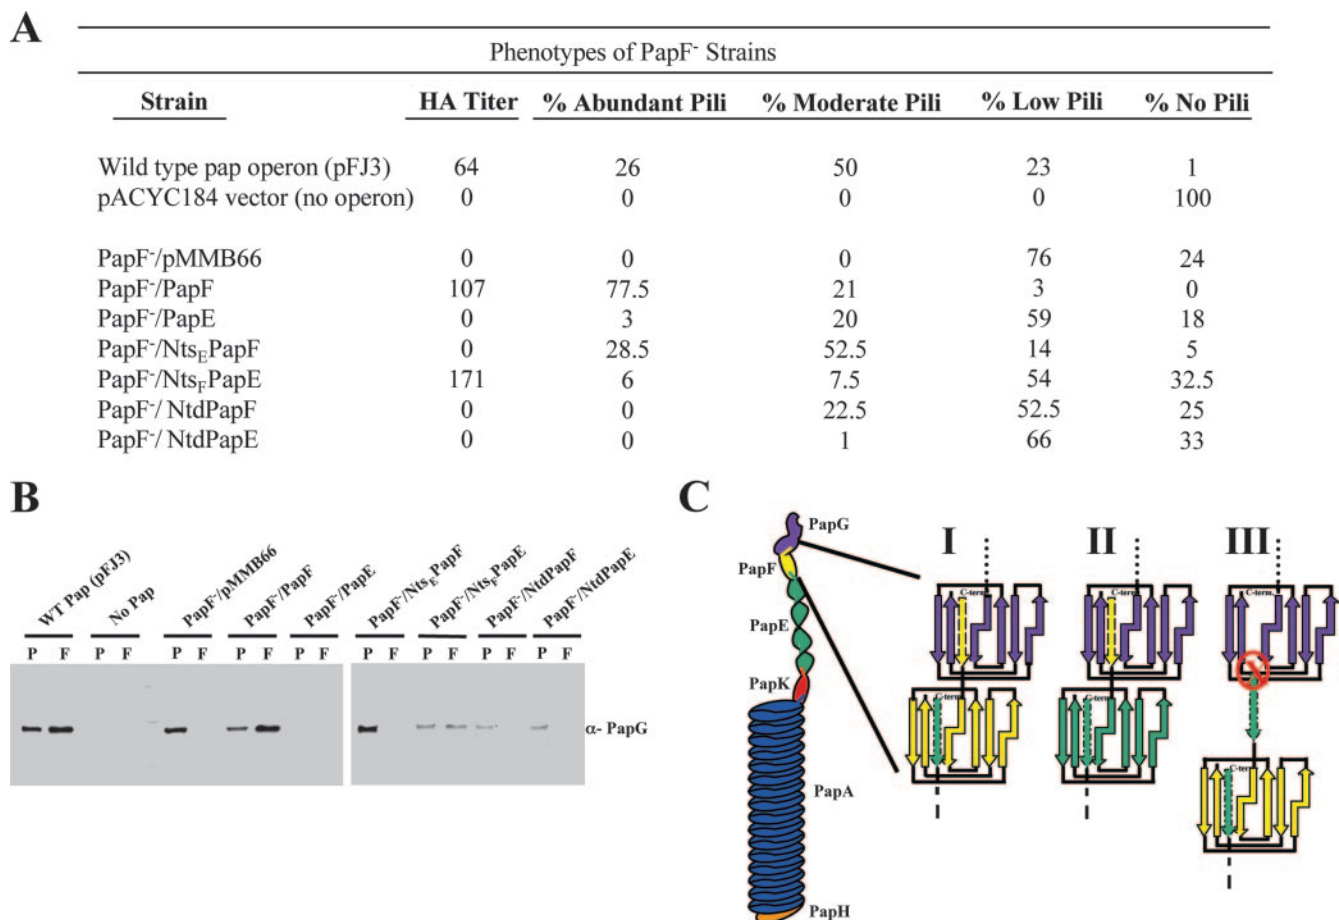 A
Phenotypes of PapF- Strains
Strain HA Titer % Abundant Pili % Moderate Pili % Low Pili % No Pili
Wild type pap operon (pFJ3) 64 26 50 23 1
pACYC184 vector (no operon) 0 0 0 0 100
PapF-/pMMB66 0 0 0 76 24
PapF-/PapF 107 77.5 21 3 0
PapF-/PapE 0 3 20 59 18
PapF-/NtsEPapF 0 28.5 52.5 14 5
PapF-/NtsFPapE 171 6 7.5 54 32.5
PapF-/ NtdPapF 0 0 22.5 52.5 25
PapF-/ NtdPapE 0 0 1 66 33
B
WT Pap (pFJ3) No Pap PapF-/pMMB66 PapF-/PapF PapF-/PapE PapF-/NtsEPapF PapF-/NtsFPapE PapF-/NtdPapF PapF-/NtdPapE
P F P F P F P F P F P F P F P F P F
α- PapG
C
PapG
PapF
PapE
PapK
PapA
PapH
I II III
C-term. C-term. C-term.
C-term. C-term. C-term.